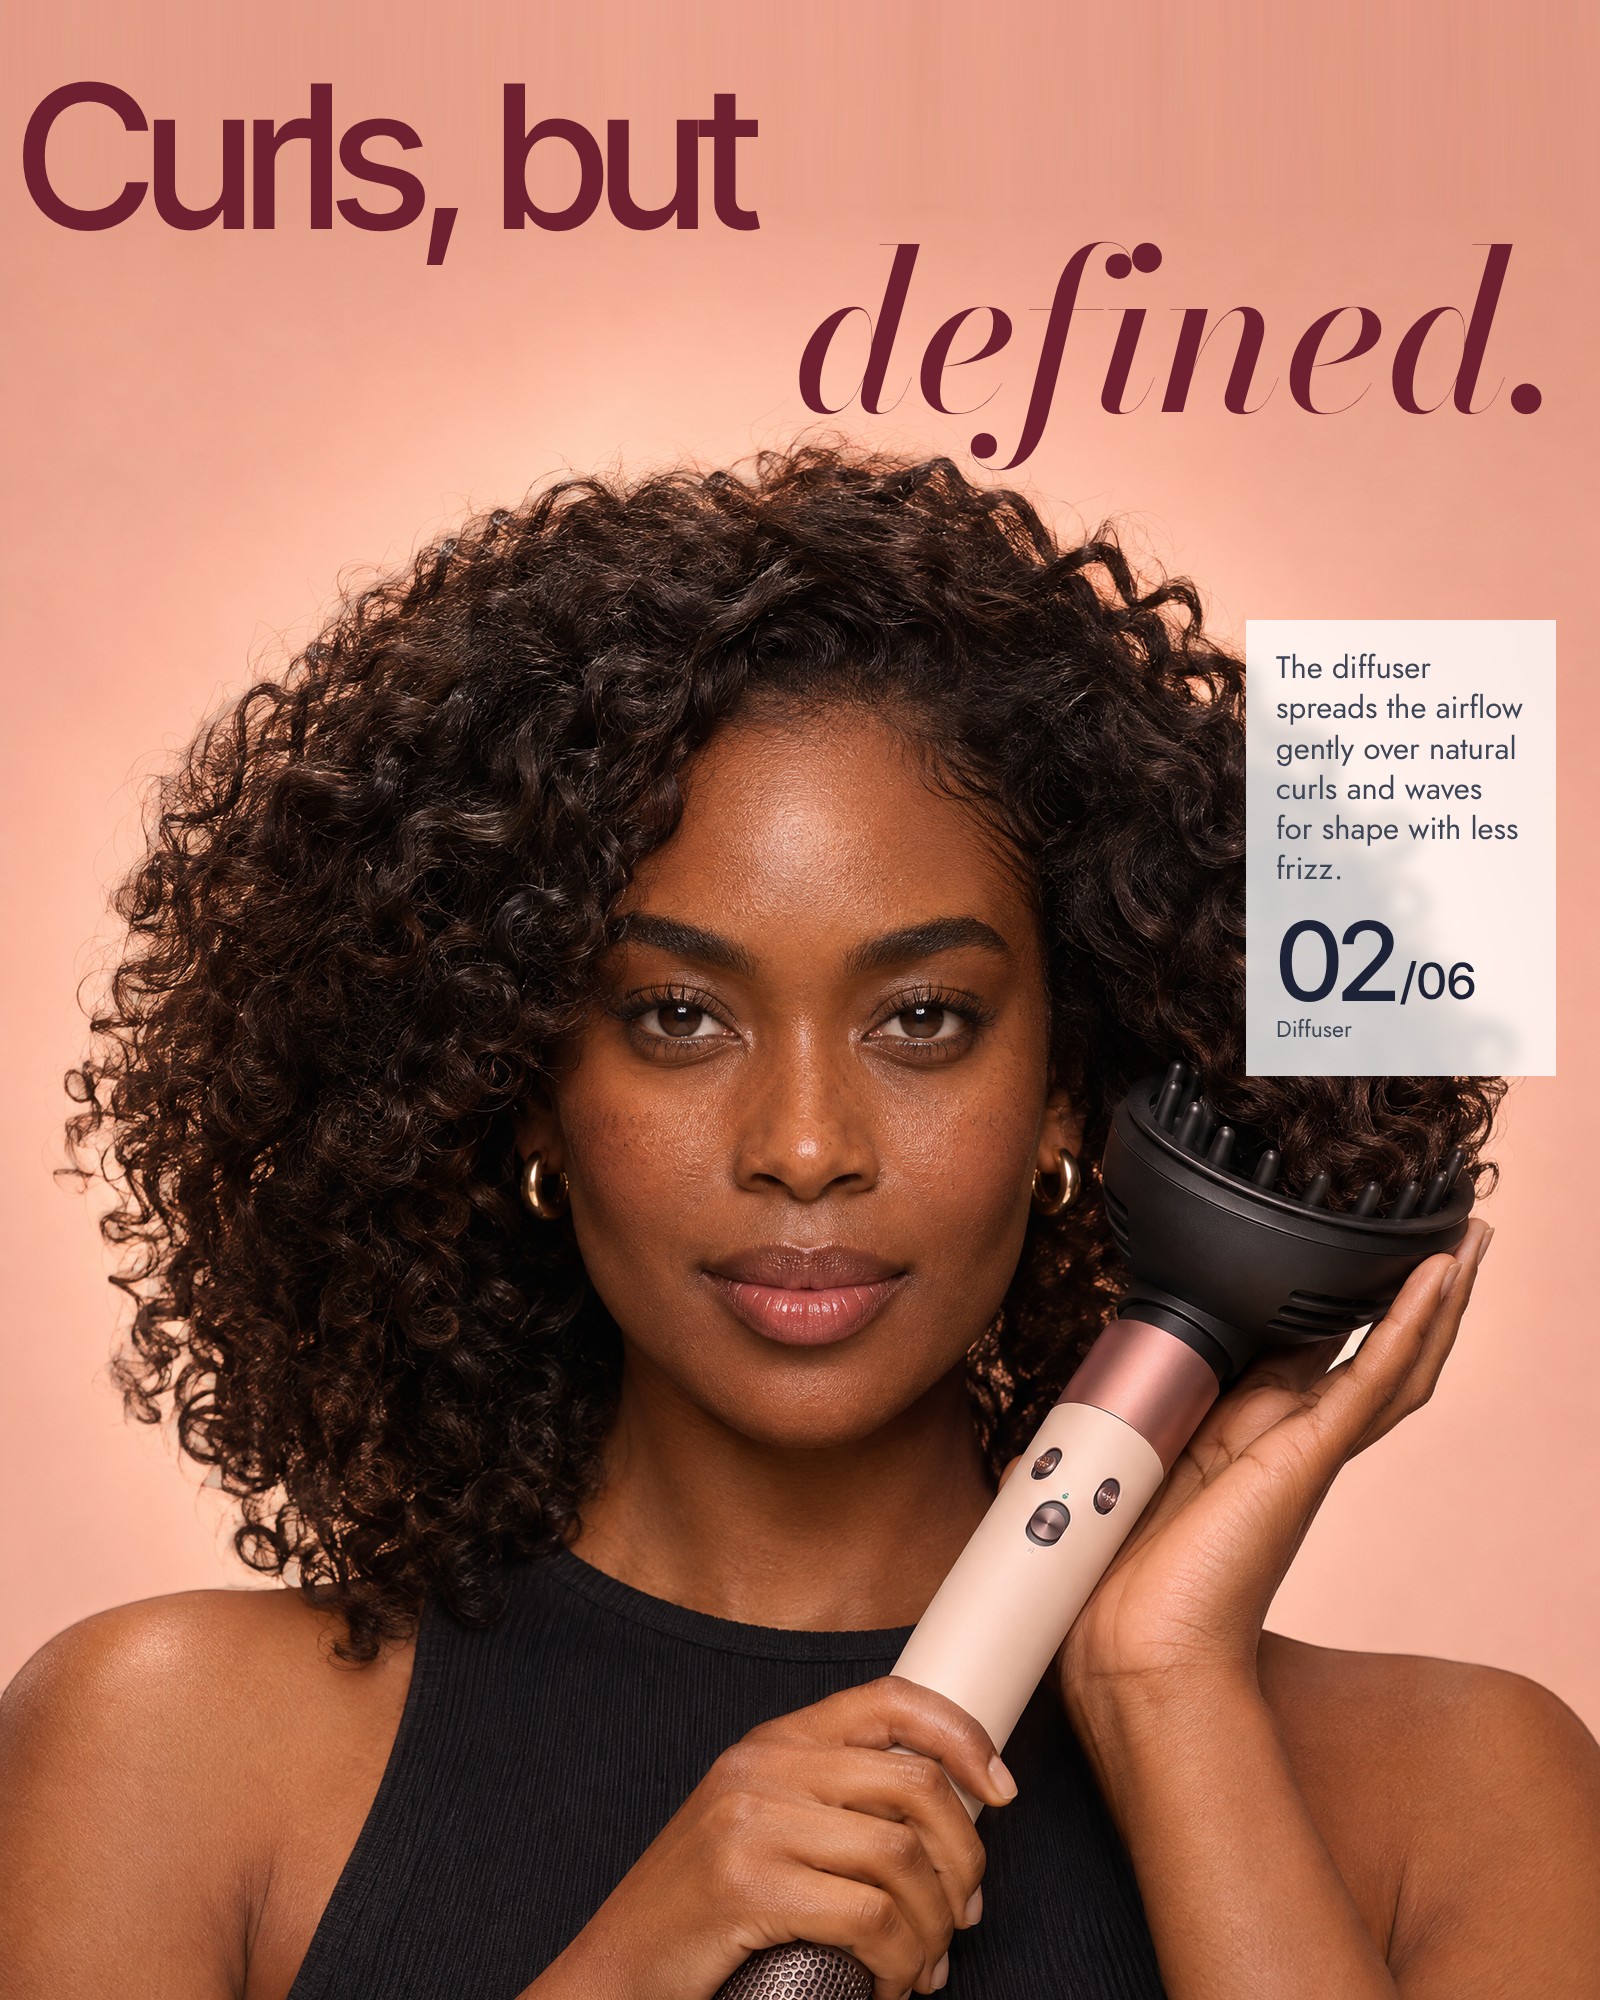 Curls, but
defined.
The diffuser
spreads the airflow
gently over natural
curls and waves
for shape with less
frizz.
02/06
Diffuser